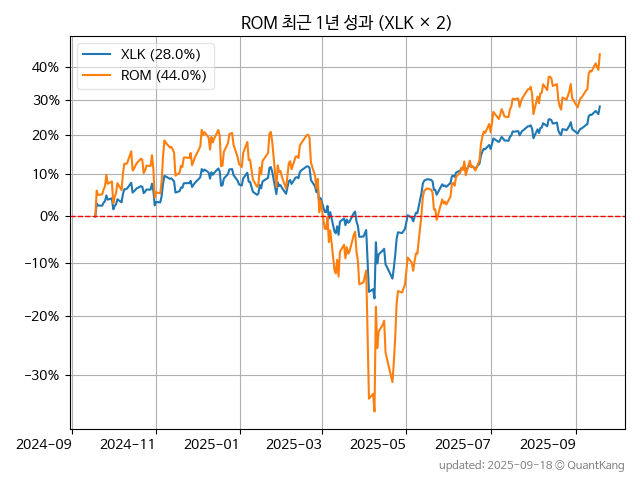 ROM 최근 1년 성과 (XLK × 2)
XLK (28.0%)
ROM (44.0%)
40%
30%
20%
10%
0%
−10%
−20%
−30%
2024−09 2024−11 2025−01 2025−03 2025−05 2025−07 2025−09
updated: 2025-09-18 © QuantKang